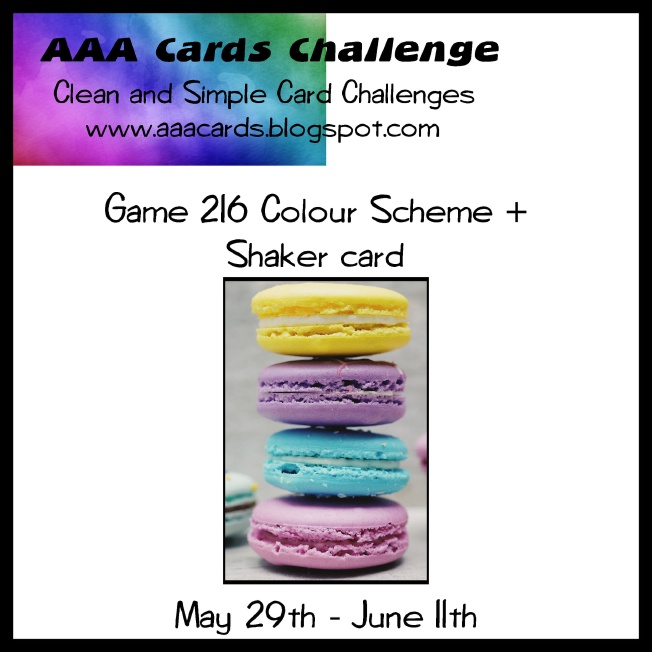 AAA Cards Challenge
Clean and Simple Card Challenges
www.aaacards.blogspot.com
Game 216 Colour Scheme +
Shaker card
May 29th - June 11th